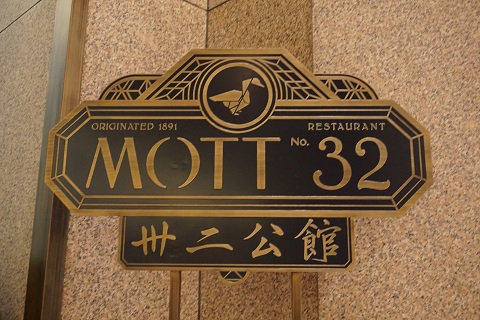 ORIGINATED 1891 RESTAURANT
MOTT No. 32
卅二公館